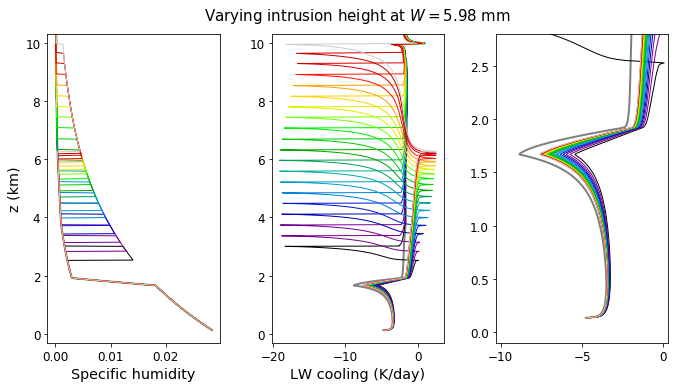 Varying intrusion height at W = 5.98 mm
10
8
6
4
2
0
z (km)
0.00 0.01 0.02
Specific humidity
10
8
6
4
2
0
−20 −10 0
LW cooling (K/day)
2.5
2.0
1.5
1.0
0.5
0.0
−10 −5 0